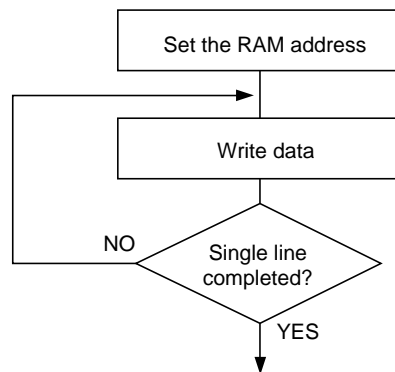 Set the RAM address
Write data
NO
Single line
completed?
YES